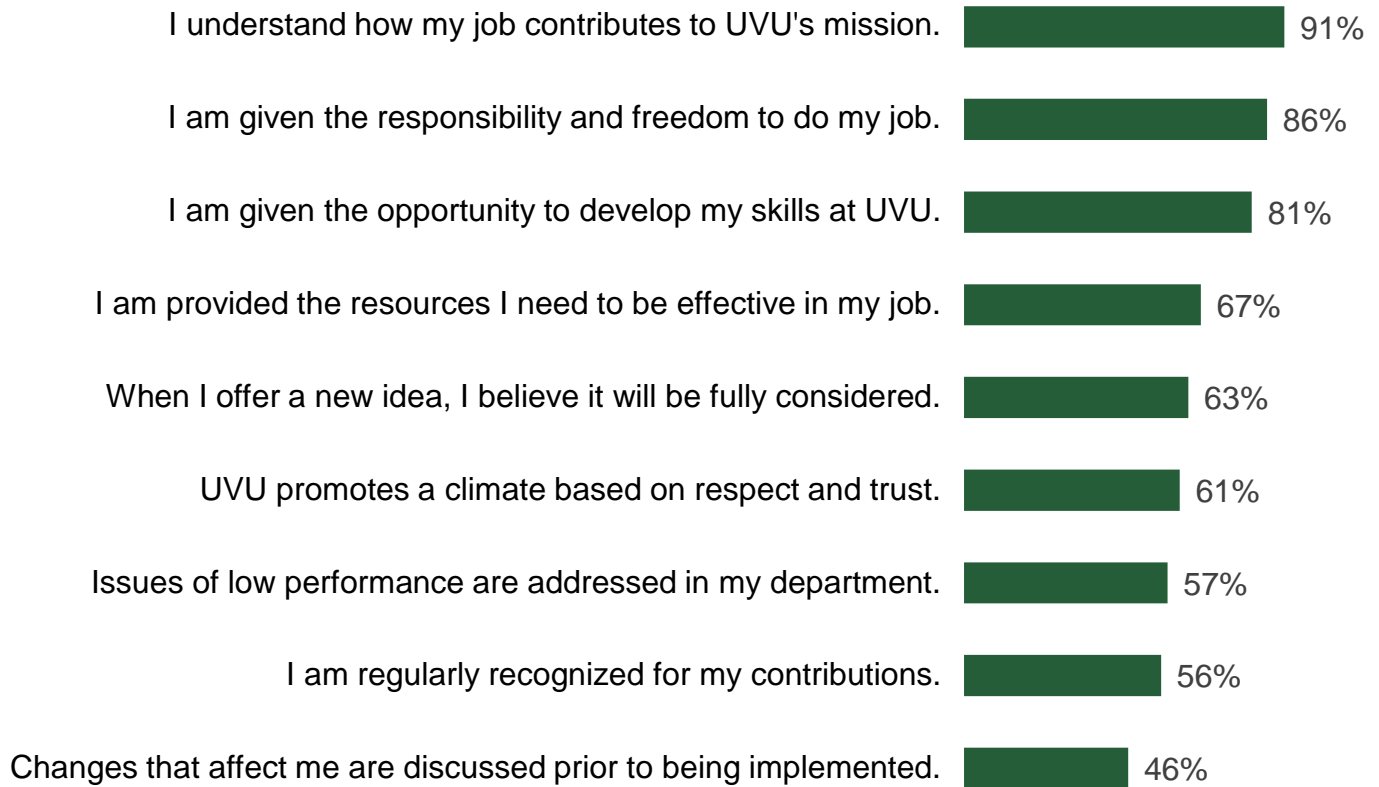 I understand how my job contributes to UVU's mission. 91%
I am given the responsibility and freedom to do my job. 86%
I am given the opportunity to develop my skills at UVU. 81%
I am provided the resources I need to be effective in my job. 67%
When I offer a new idea, I believe it will be fully considered. 63%
UVU promotes a climate based on respect and trust. 61%
Issues of low performance are addressed in my department. 57%
I am regularly recognized for my contributions. 56%
Changes that affect me are discussed prior to being implemented. 46%